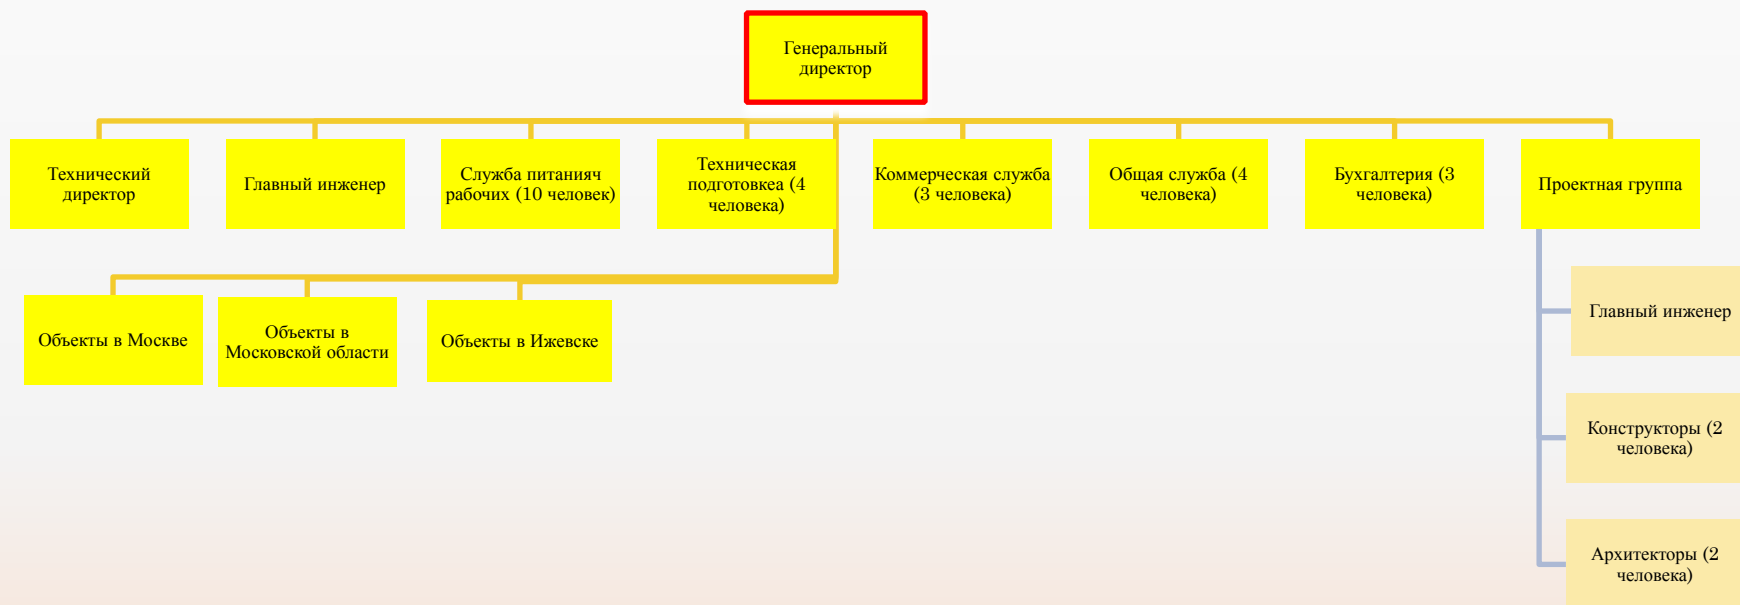 Генеральный
директор
Технический
директор
Главный инженер
Служба питанияч
рабочих (10 человек)
Техническая
подготовкеа (4
человека)
Коммерческая служба
(3 человека)
Общая служба (4
человека)
Бухгалтерия (3
человека)
Проектная группа
Объекты в Москве
Объекты в
Московской области
Объекты в Ижевске
Главный инженер
Конструкторы (2
человека)
Архитекторы (2
человека)